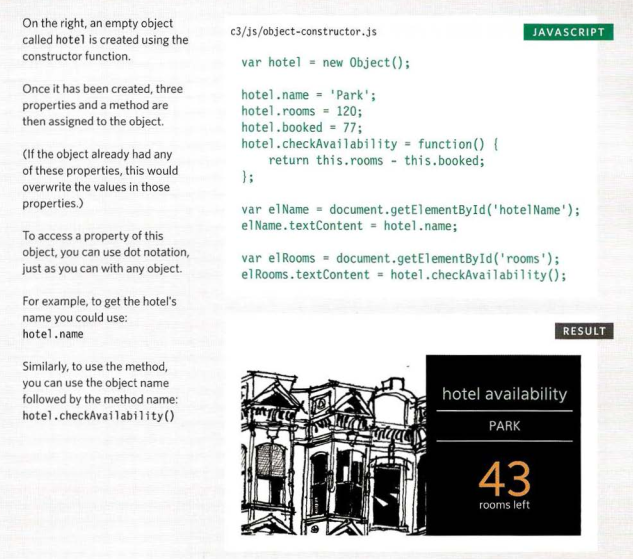 On the right, an empty object
called hotel is created using the
constructor function.
Once it has been created, three
properties and a method are
then assigned to the object.
(If the object already had any
of these properties, this would
overwrite the values in those
properties.)
To access a property of this
object, you can use dot notation,
just as you can with any object.
For example, to get the hotel's
name you could use:
hotel.name
Similarly, to use the method,
you can use the object name
followed by the method name:
hotel.checkAvailability()
c3/js/object-constructor.js
JAVASCRIPT
var hotel = new Object();
hotel.name = 'Park';
hotel.rooms = 120;
hotel.booked = 77;
hotel.checkAvailability = function() {
    return this.rooms - this.booked;
};
var elName = document.getElementById('hotelName');
elName.textContent = hotel.name;
var elRooms = document.getElementById('rooms');
elRooms.textContent = hotel.checkAvailability();
RESULT
hotel availability
PARK
43
rooms left